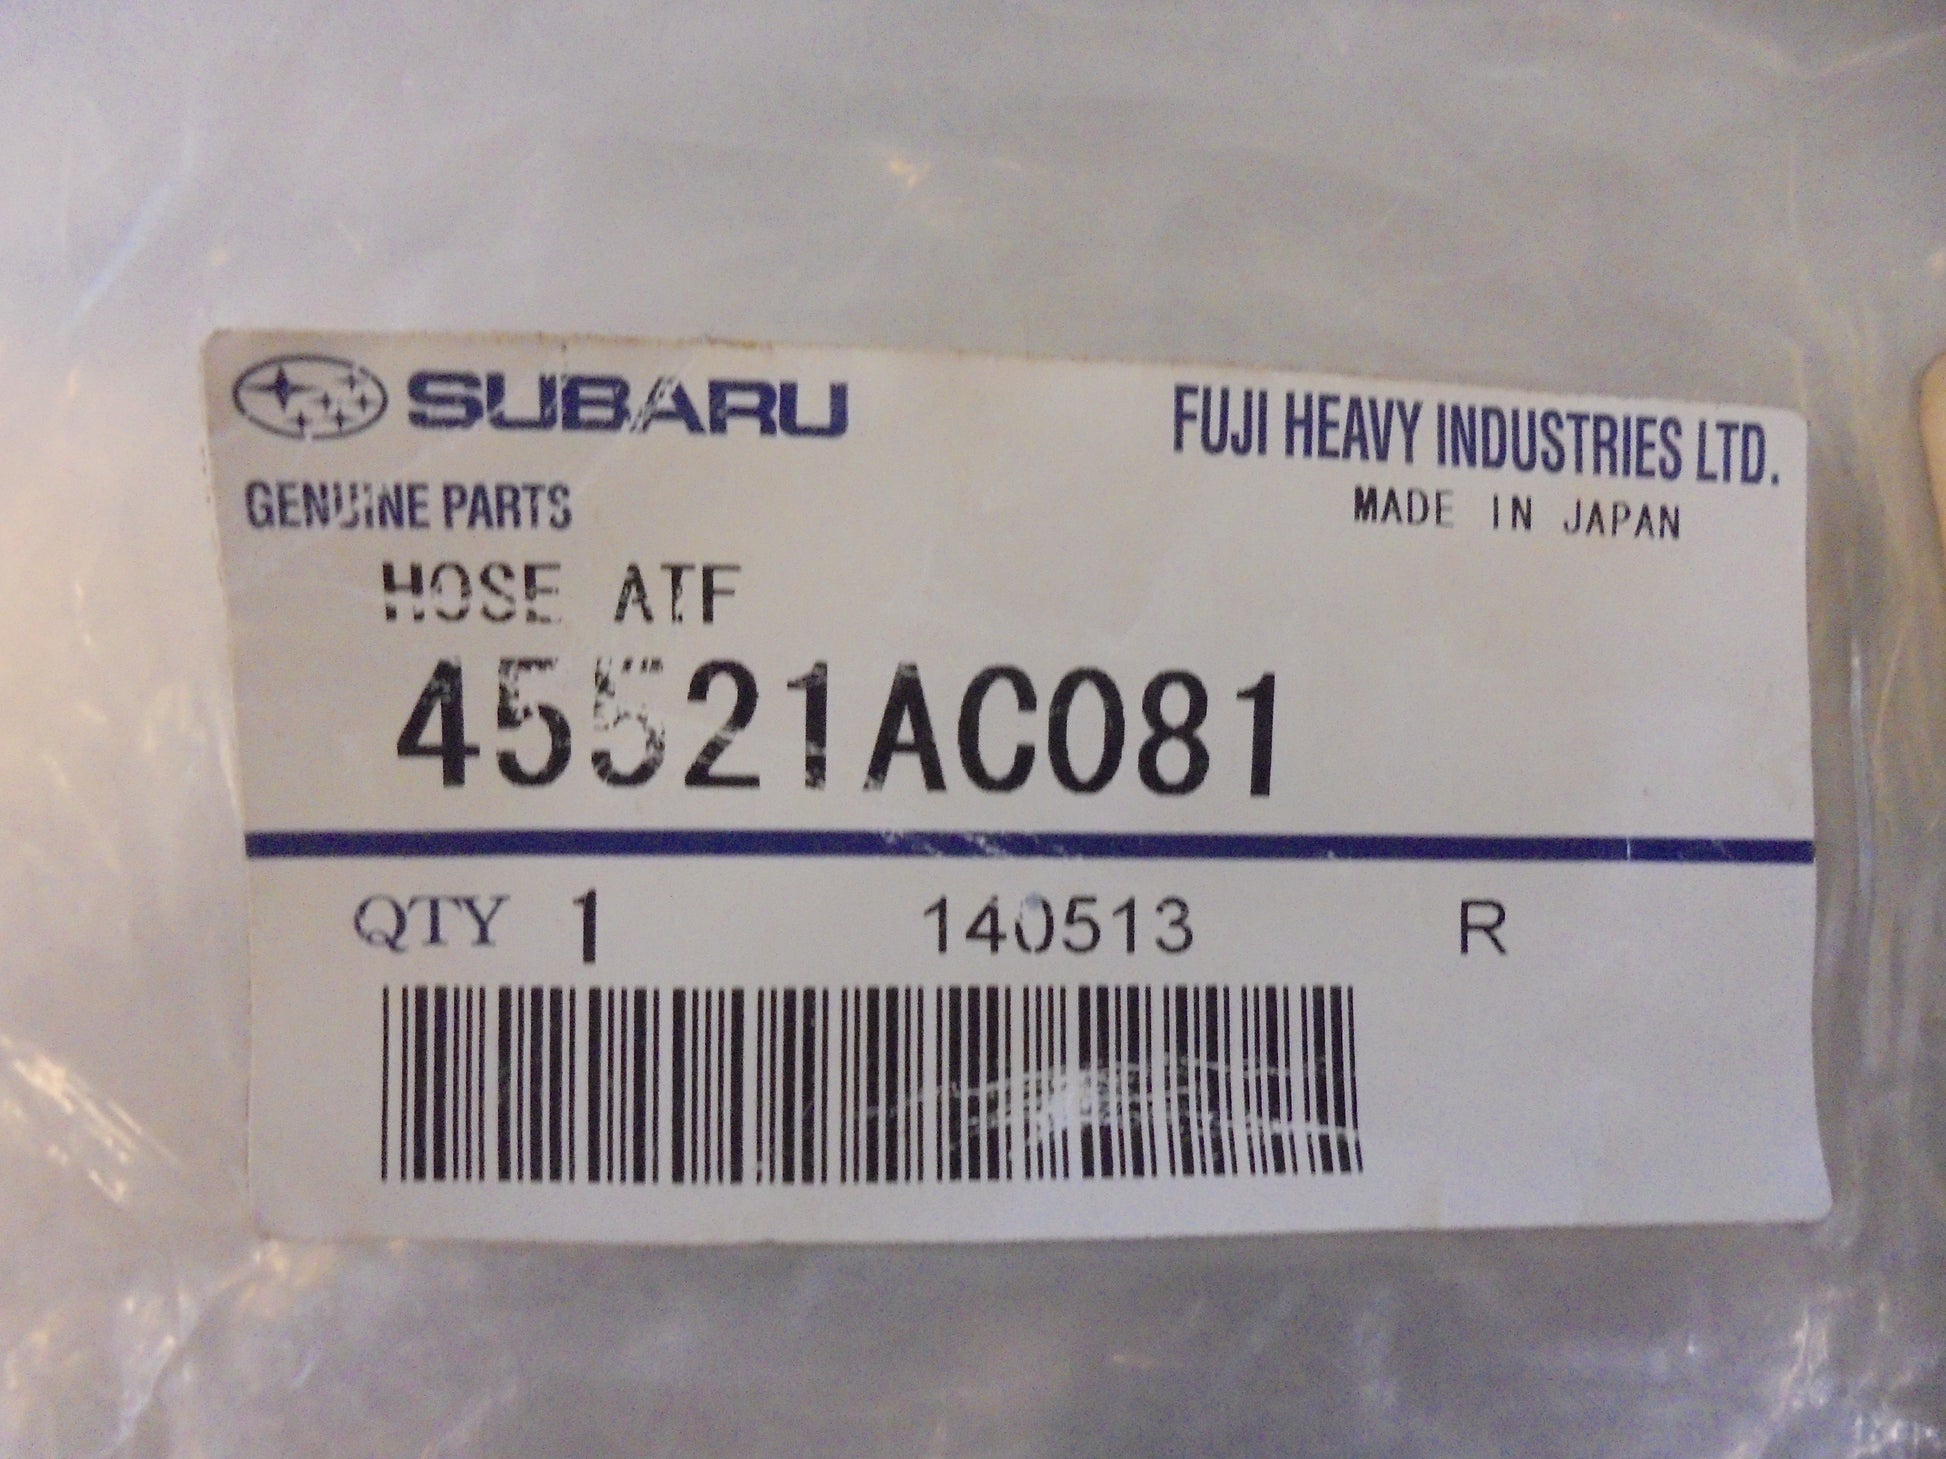 SUBARU
FUJI HEAVY INDUSTRIES LTD.
GENUINE PARTS
MADE IN JAPAN
HOSE ATF
45521AC081
QTY 1 140513 R